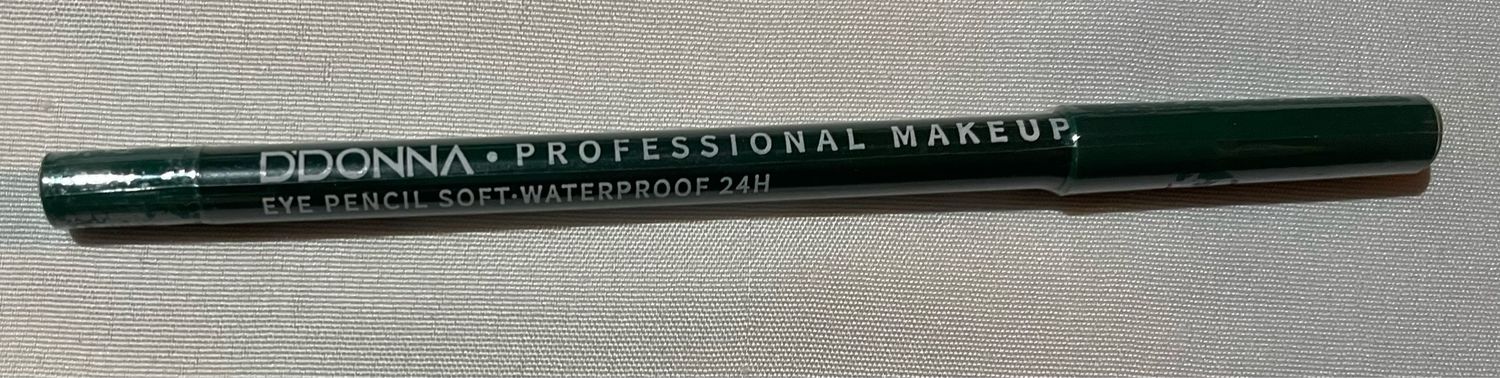 D'DONNA • PROFESSIONAL MAKEUP
EYE PENCIL SOFT•WATERPROOF 24H